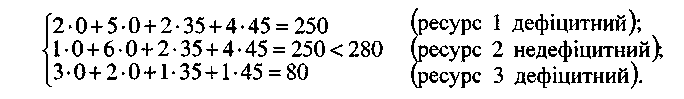 2·0+5·0+2·35+4·45=250 (ресурс 1 дефіцитний);
1·0+6·0+2·35+4·45=250<280 (ресурс 2 недефіцитний);
3·0+2·0+1·35+1·45=80 (ресурс 3 дефіцитний).